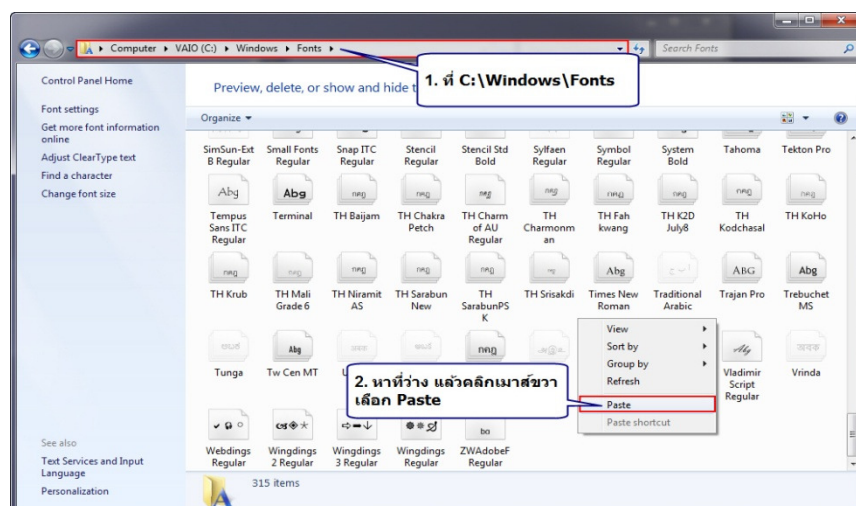 Computer ▸ VAIO (C:) ▸ Windows ▸ Fonts ▸
Search Fonts
1. ที่ C:\Windows\Fonts
Control Panel Home
Font settings
Get more font information
online
Adjust ClearType text
Find a character
Change font size
See also
Text Services and Input
Language
Personalization
Preview, delete, or show and hide
Organize
SimSun-Ext
B Regular
Small Fonts
Regular
Snap ITC
Regular
Stencil
Regular
Stencil Std
Bold
Sylfaen
Regular
Symbol
Regular
System
Bold
Tahoma
Tekton Pro
Tempus
Sans ITC
Regular
Terminal
TH Baijam
TH Chakra
Petch
TH Charm
of AU
Regular
TH
Charmonm
an
TH Fah
kwang
TH K2D
July8
TH
Kodchasal
TH KoHo
TH Krub
TH Mali
Grade 6
TH Niramit
AS
TH Sarabun
New
TH
SarabunPS
K
TH Srisakdi
Times New
Roman
Traditional
Arabic
Trajan Pro
Trebuchet
MS
Tunga
Tw Cen MT
Vladimir
Script
Regular
Vrinda
2. หาที่ว่าง แล้วคลิกเมาส์ขวา
เลือก Paste
View
Sort by
Group by
Refresh
Paste
Paste shortcut
Webdings
Regular
Wingdings
2 Regular
Wingdings
3 Regular
Wingdings
Regular
ZWAdobeF
Regular
315 items